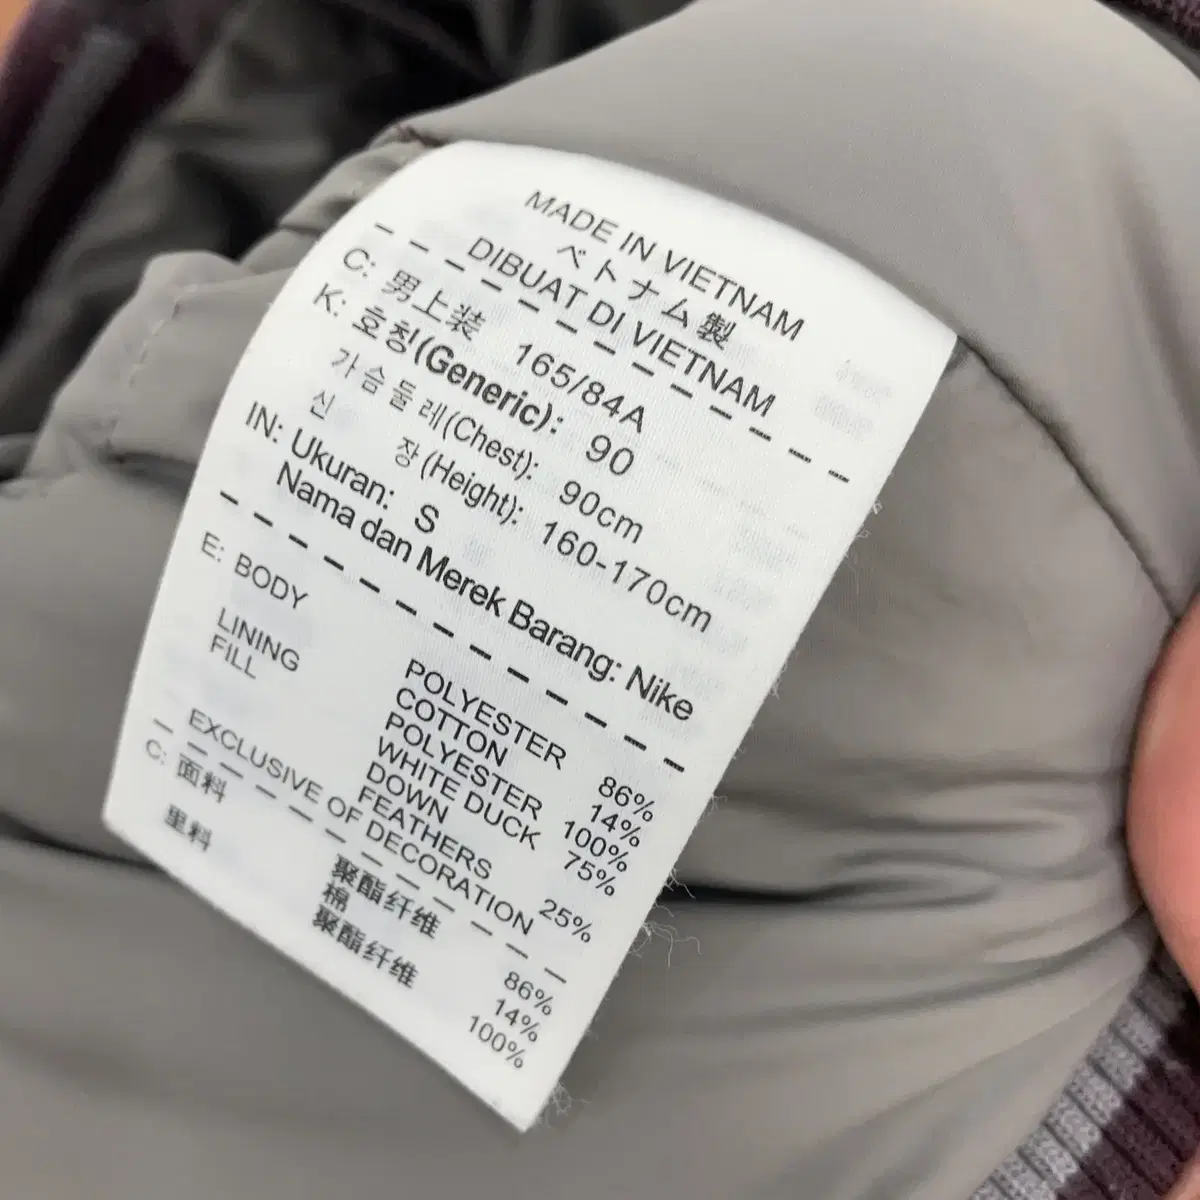 MADE IN VIETNAM
ベトナム製
DIBUAT DI VIETNAM
C: 男上装 165/84A
K: 호칭(Generic): 90
가슴둘레(Chest): 90cm
신 장(Height): 160-170cm
IN: Ukuran: S
Nama dan Merek Barang: Nike
E: BODY POLYESTER 86%
COTTON 14%
LINING POLYESTER 100%
FILL WHITE DUCK 75%
DOWN
FEATHERS 25%
EXCLUSIVE OF DECORATION
C: 面料 聚酯纤维 86%
棉 14%
里料 聚酯纤维 100%